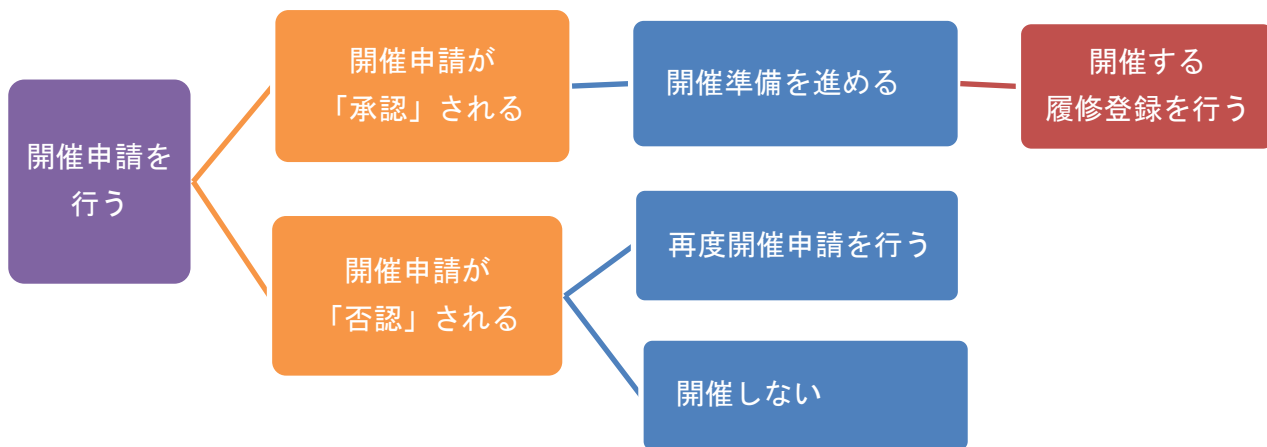 開催申請を
行う
開催申請が
「承認」される
開催準備を進める
開催する
履修登録を行う
開催申請が
「否認」される
再度開催申請を行う
開催しない